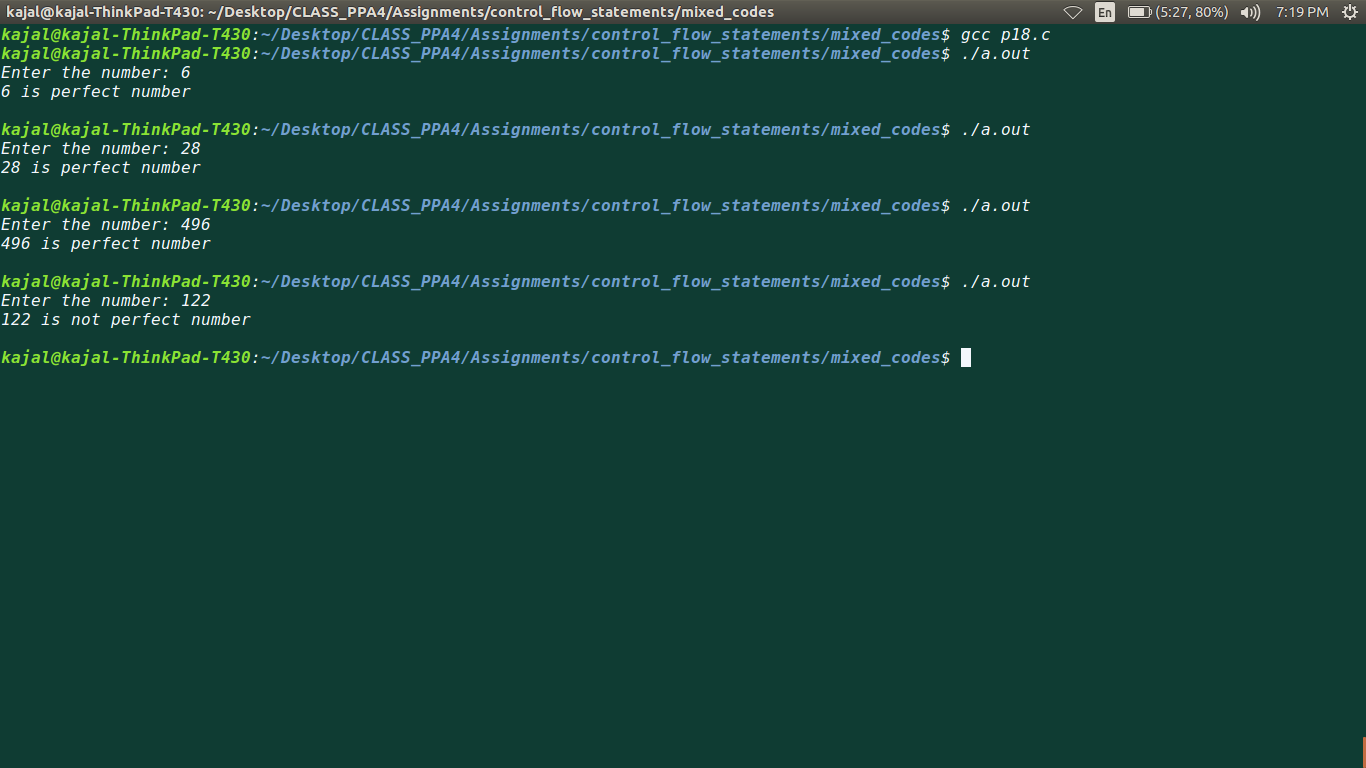 kajal@kajal-ThinkPad-T430: ~/Desktop/CLASS_PPA4/Assignments/control_flow_statements/mixed_codes En (5:27, 80%) 7:19 PM
kajal@kajal-ThinkPad-T430:~/Desktop/CLASS_PPA4/Assignments/control_flow_statements/mixed_codes$ gcc p18.c
kajal@kajal-ThinkPad-T430:~/Desktop/CLASS_PPA4/Assignments/control_flow_statements/mixed_codes$ ./a.out
Enter the number: 6
6 is perfect number
kajal@kajal-ThinkPad-T430:~/Desktop/CLASS_PPA4/Assignments/control_flow_statements/mixed_codes$ ./a.out
Enter the number: 28
28 is perfect number
kajal@kajal-ThinkPad-T430:~/Desktop/CLASS_PPA4/Assignments/control_flow_statements/mixed_codes$ ./a.out
Enter the number: 496
496 is perfect number
kajal@kajal-ThinkPad-T430:~/Desktop/CLASS_PPA4/Assignments/control_flow_statements/mixed_codes$ ./a.out
Enter the number: 122
122 is not perfect number
kajal@kajal-ThinkPad-T430:~/Desktop/CLASS_PPA4/Assignments/control_flow_statements/mixed_codes$